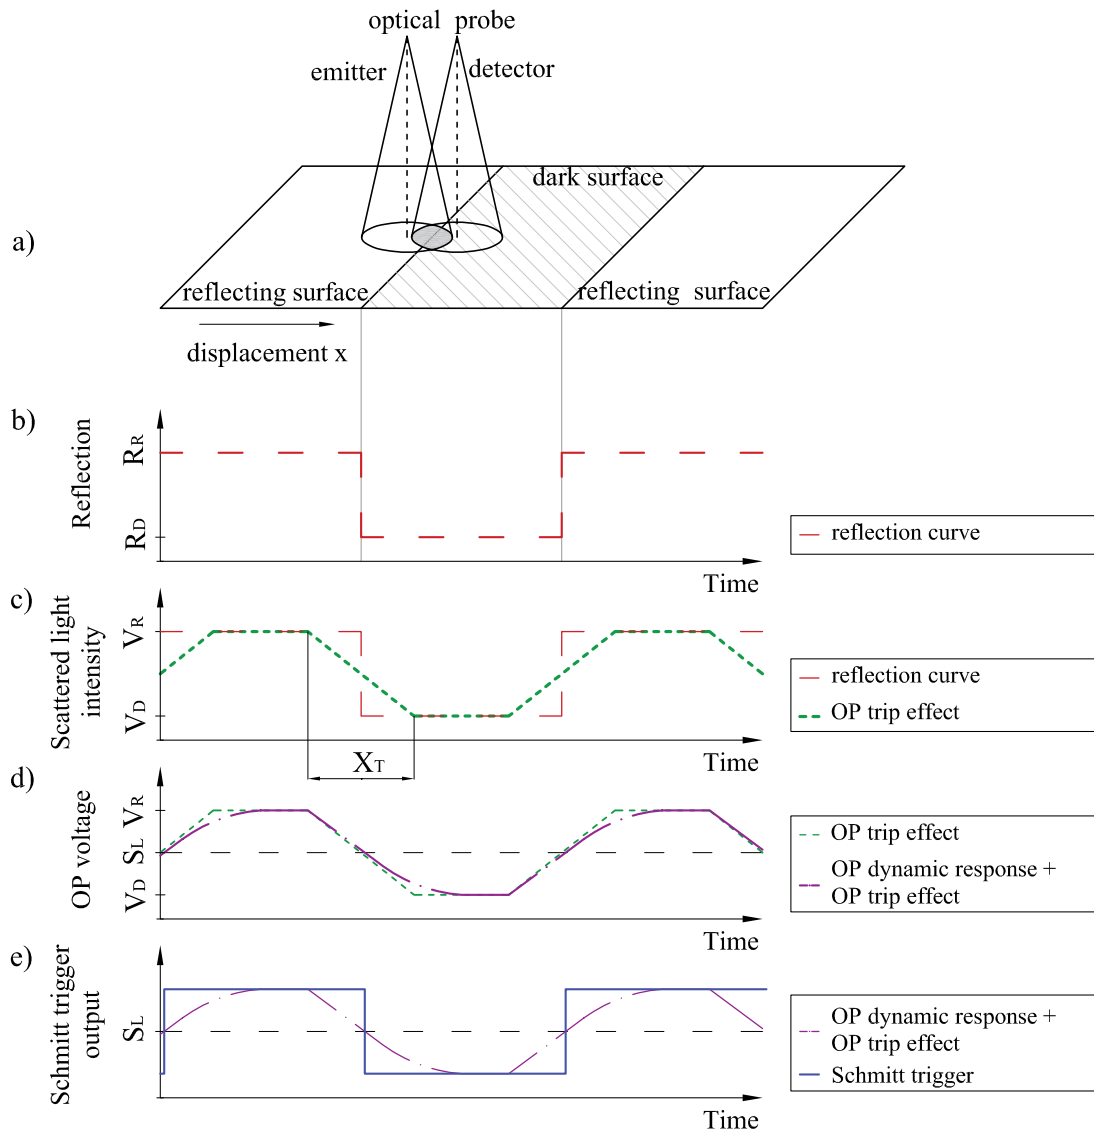 optical probe
emitter
detector
dark surface
a)
reflecting surface
reflecting surface
displacement x
b)
Reflection
RR
RD
Time
reflection curve
c)
Scattered light
intensity
VR
VD
XT
Time
reflection curve
OP trip effect
d)
OP voltage
VR
SL
VD
Time
OP trip effect
OP dynamic response +
OP trip effect
e)
Schmitt trigger
output
SL
Time
OP dynamic response +
OP trip effect
Schmitt trigger